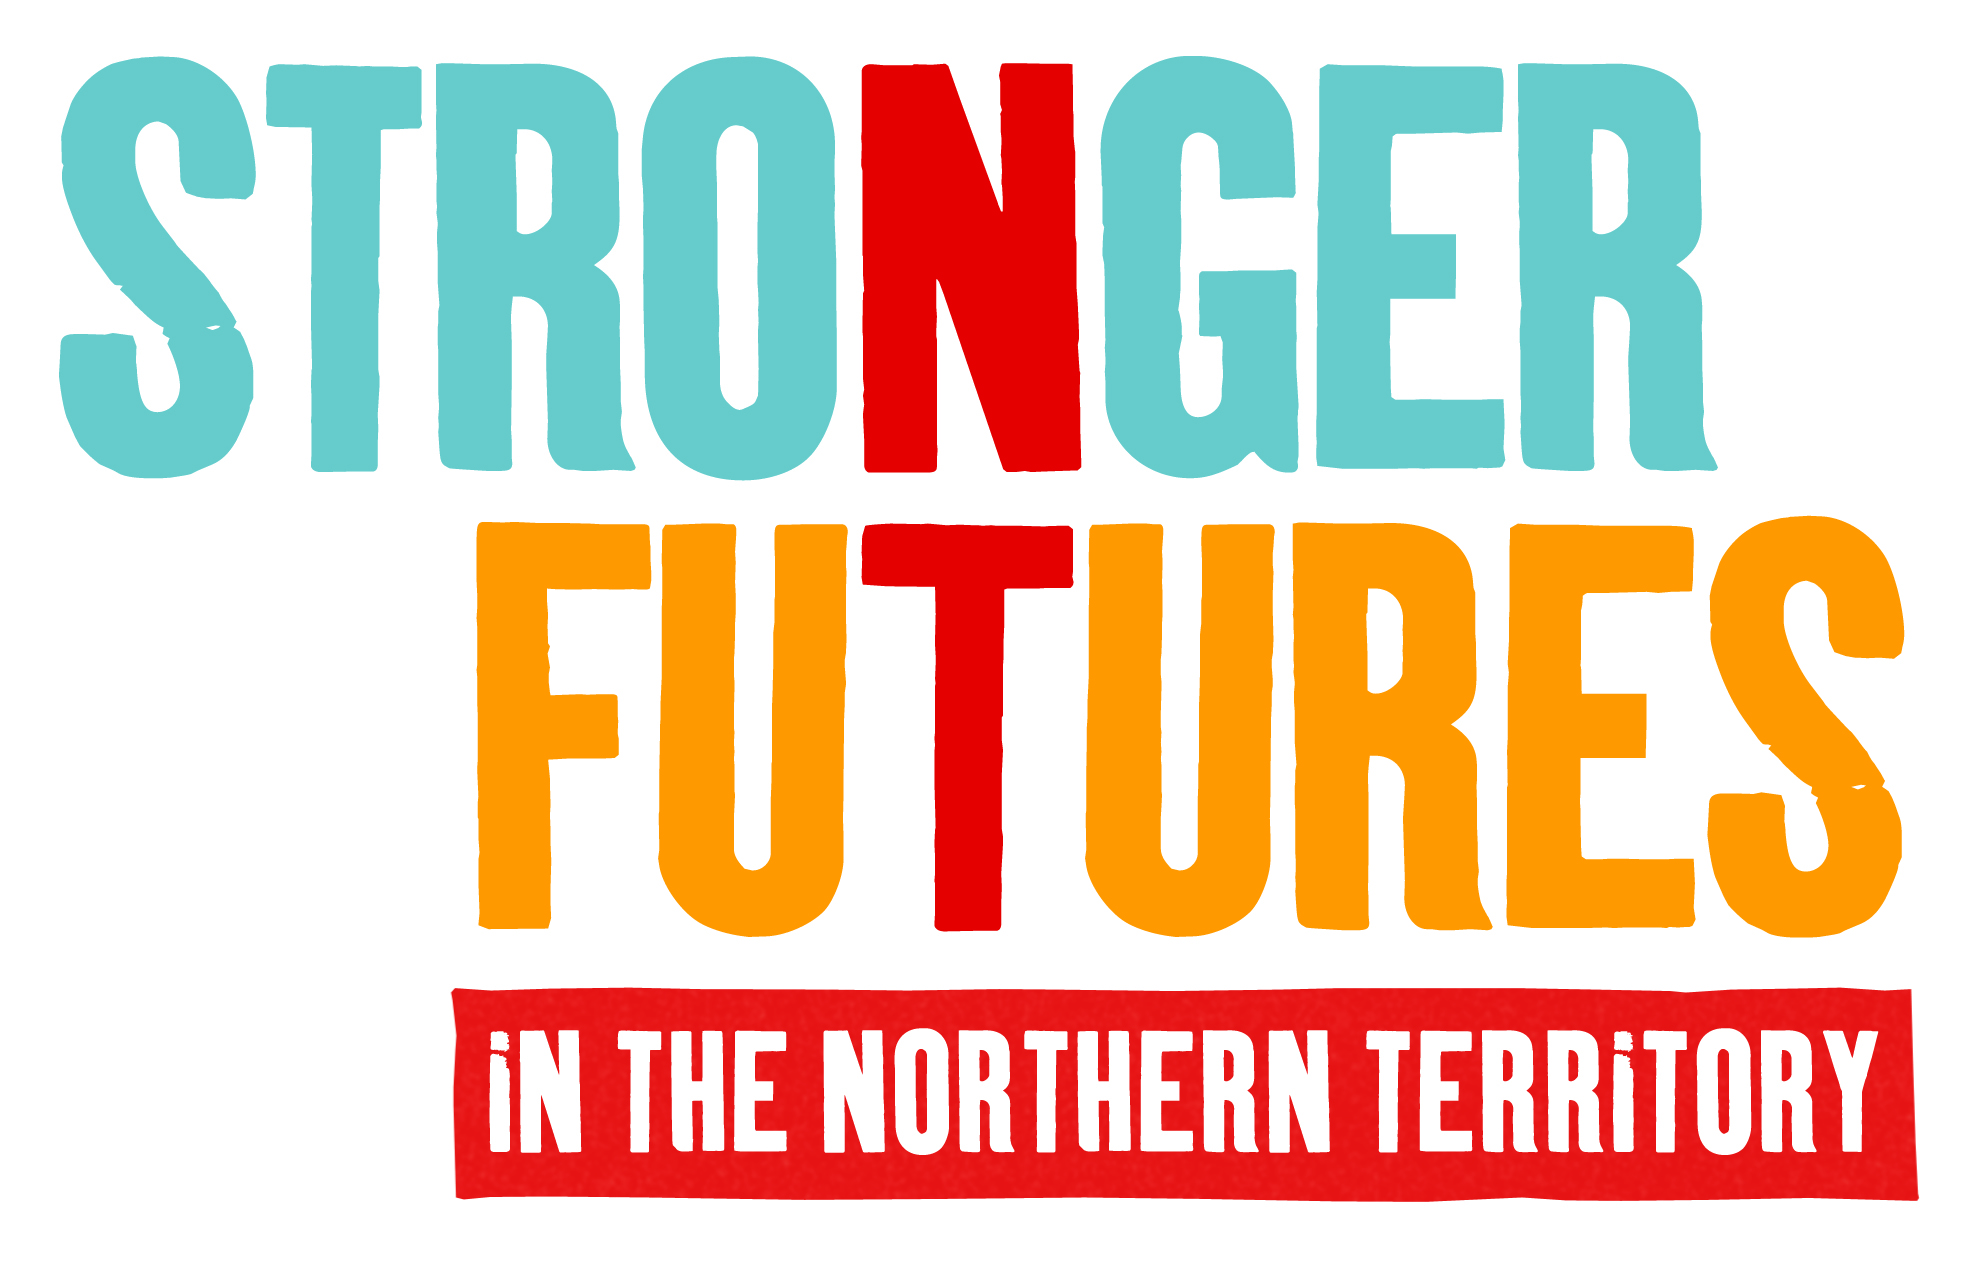 STRONGER
FUTURES
iN THE NORTHERN TERRiTORY